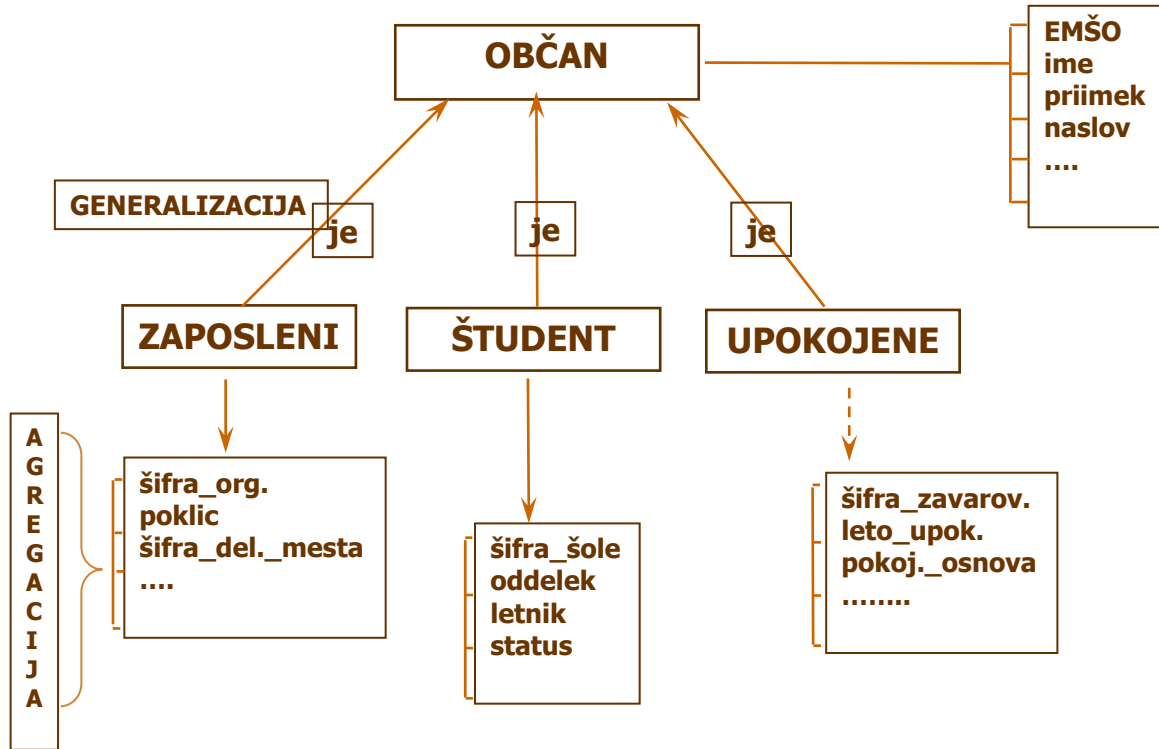 OBČAN
EMŠO
ime
priimek
naslov
....
GENERALIZACIJA
je
je
je
ZAPOSLENI
ŠTUDENT
UPOKOJENE
A
G
R
E
G
A
C
I
J
A
šifra_org.
poklic
šifra_del._mesta
....
šifra_šole
oddelek
letnik
status
šifra_zavarov.
leto_upok.
pokoj._osnova
........